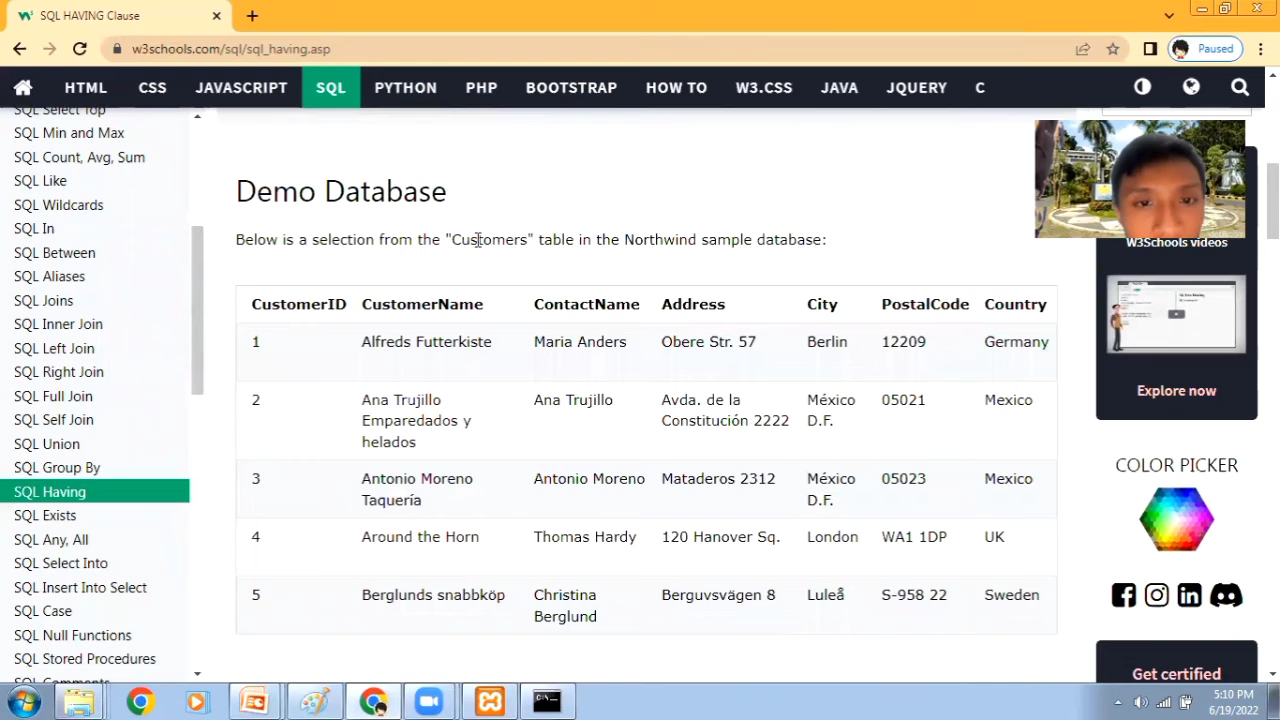 SQL HAVING Clause
w3schools.com/sql/sql_having.asp
Paused
HTML CSS JAVASCRIPT SQL PYTHON PHP BOOTSTRAP HOW TO W3.CSS JAVA JQUERY C
SQL Select Top
SQL Min and Max
SQL Count, Avg, Sum
SQL Like
SQL Wildcards
SQL In
SQL Between
SQL Aliases
SQL Joins
SQL Inner Join
SQL Left Join
SQL Right Join
SQL Full Join
SQL Self Join
SQL Union
SQL Group By
SQL Having
SQL Exists
SQL Any, All
SQL Select Into
SQL Insert Into Select
SQL Case
SQL Null Functions
SQL Stored Procedures
SQL Comments
Demo Database
Below is a selection from the "Customers" table in the Northwind sample database:
CustomerID CustomerName ContactName Address City PostalCode Country
1 Alfreds Futterkiste Maria Anders Obere Str. 57 Berlin 12209 Germany
2 Ana Trujillo Ana Trujillo Avda. de la México 05021 Mexico
Emparedados y Constitución 2222 D.F.
helados
3 Antonio Moreno Antonio Moreno Mataderos 2312 México 05023 Mexico
Taquería D.F.
4 Around the Horn Thomas Hardy 120 Hanover Sq. London WA1 1DP UK
5 Berglunds snabbköp Christina Berguvsvägen 8 Luleå S-958 22 Sweden
Berglund
W3Schools videos
Explore now
COLOR PICKER
Get certified
5:10 PM
6/19/2022